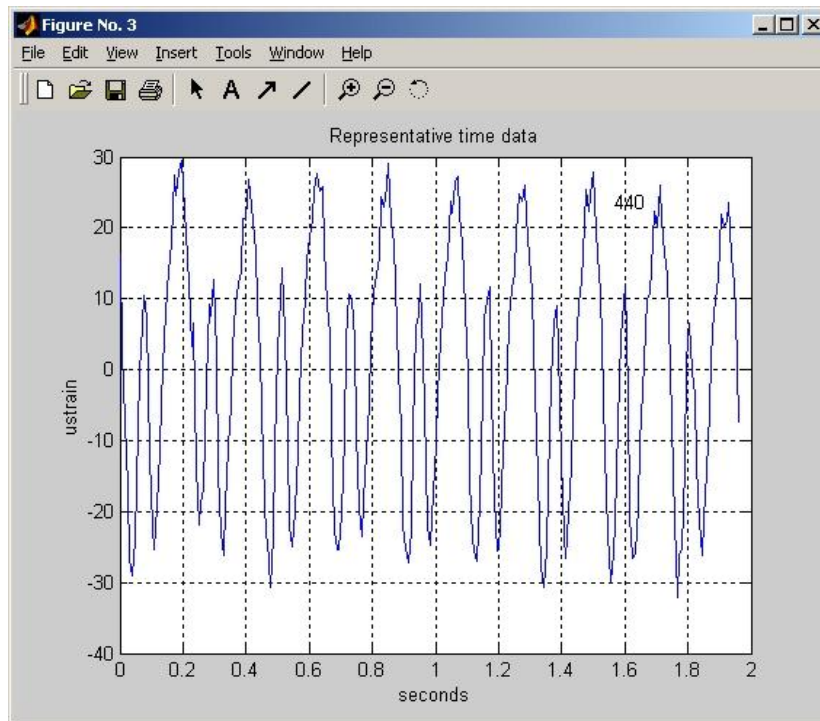 Figure No. 3
File Edit View Insert Tools Window Help
A
Representative time data
30
20
10
0
-10
-20
-30
-40
440
ustrain
0 0.2 0.4 0.6 0.8 1 1.2 1.4 1.6 1.8 2
seconds